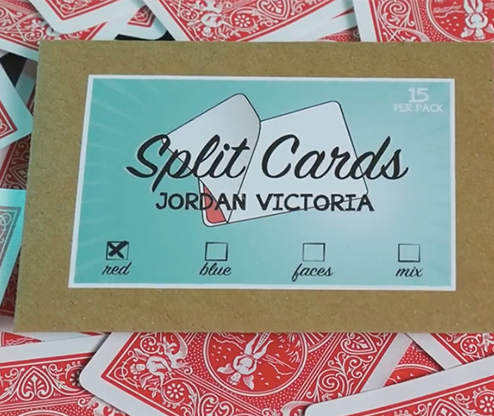 15
PER PACK
Split Cards
JORDAN VICTORIA
red blue faces mix